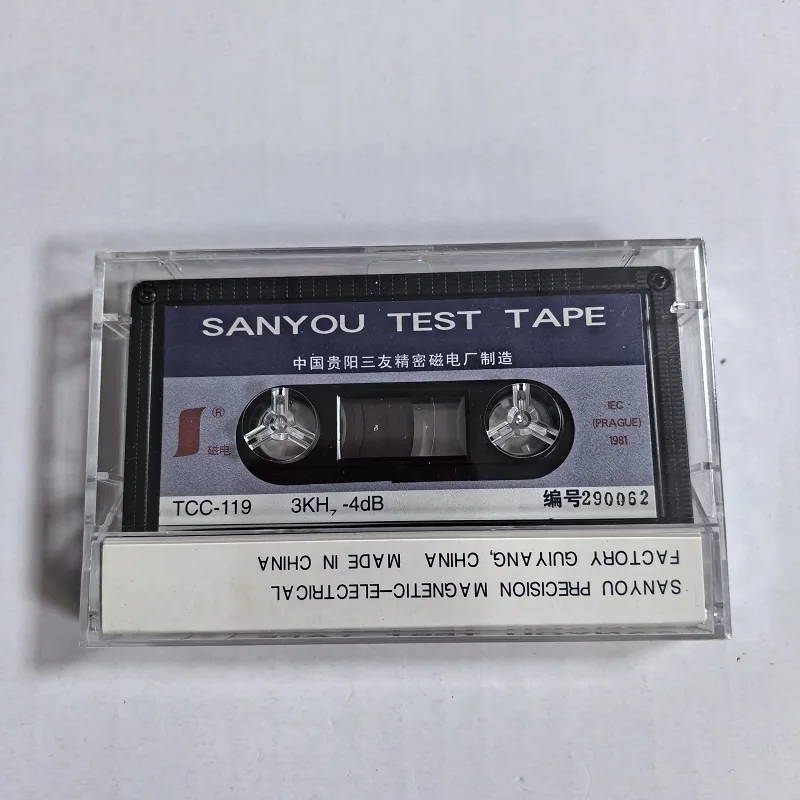 SANYOU TEST TAPE
中国贵阳三友精密磁电厂制造
®
磁电
IEC
(PRAGUE)
1981
TCC-119 3KHz -4dB
编号290062
SANYOU PRECISION MAGNETIC-ELECTRICAL
FACTORY GUIYANG, CHINA MADE IN CHINA